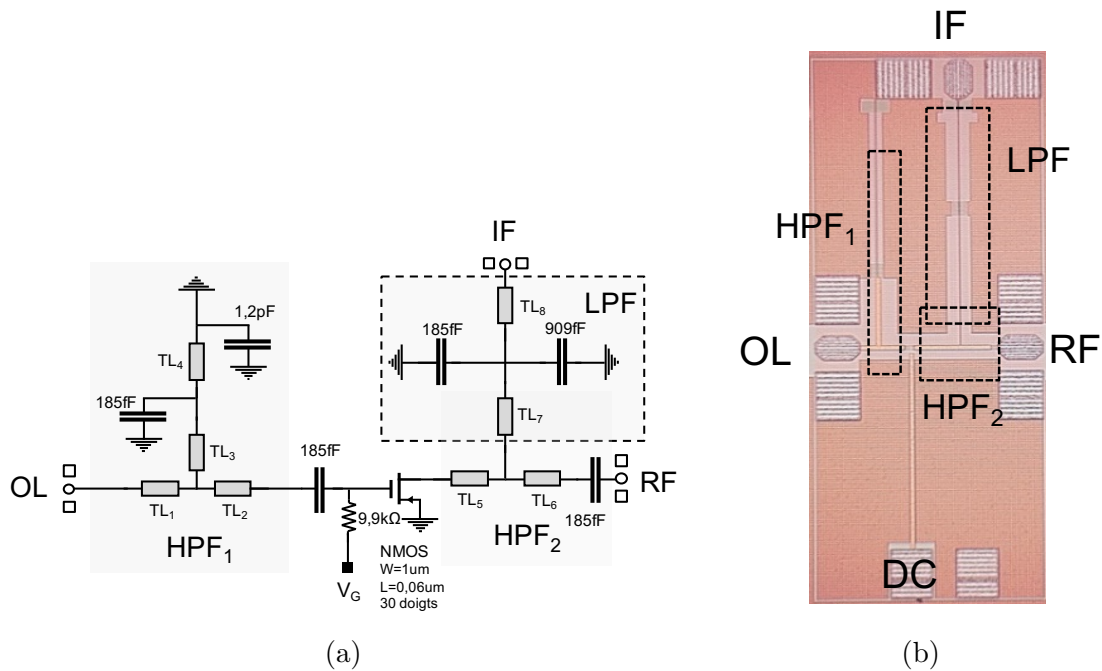 IF
LPF
TL₈
185fF
909fF
TL₇
1,2pF
TL₄
185fF
TL₃
OL
TL₁
TL₂
HPF₁
185fF
9,9kΩ
V_G
NMOS
W=1um
L=0,06um
30 doigts
TL₅
TL₆
185fF
RF
HPF₂
(a)
IF
LPF
HPF₁
OL
RF
HPF₂
DC
(b)